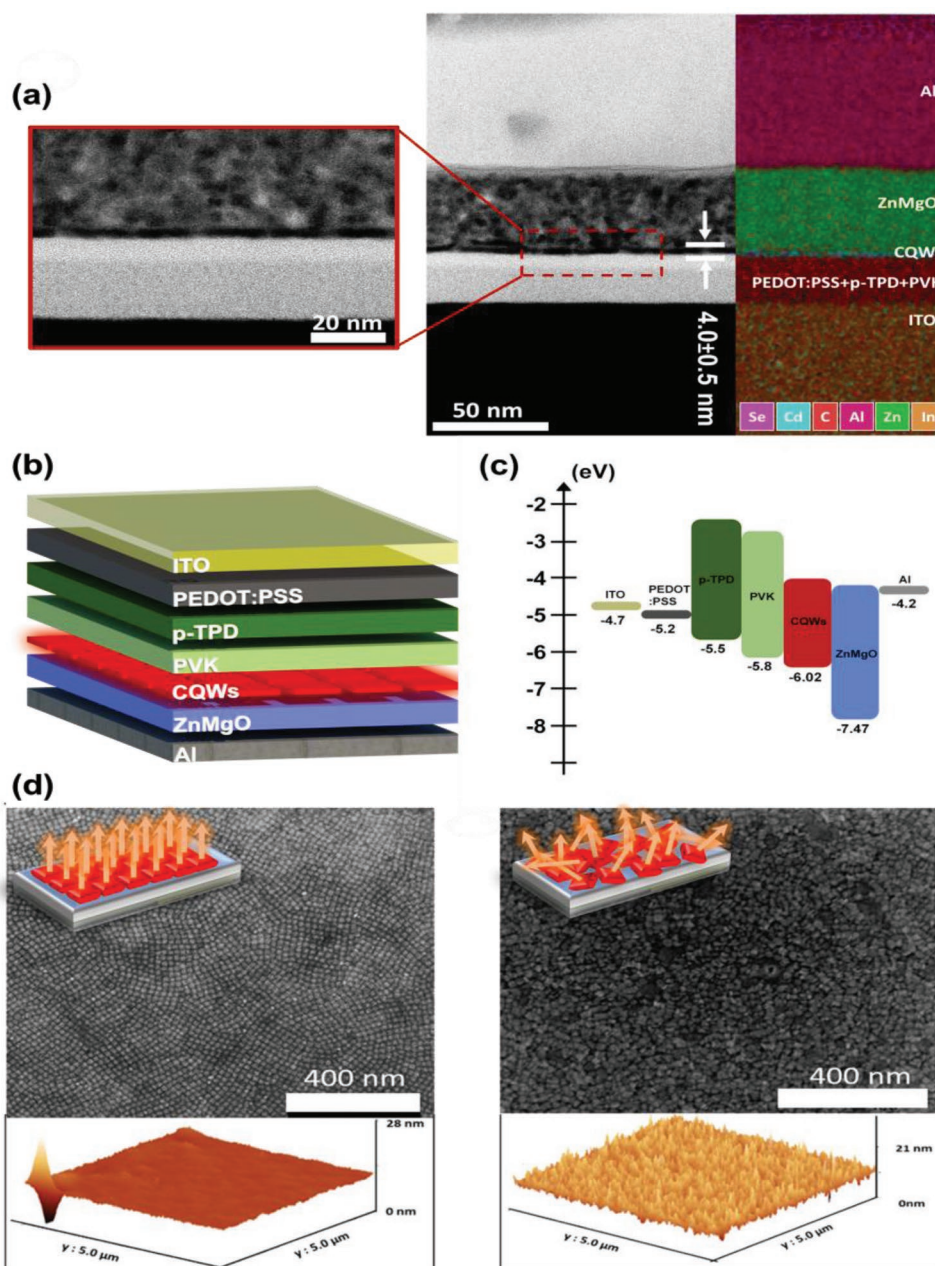 (a)
20 nm
50 nm
4.0±0.5 nm
Al
ZnMgO
CQW
PEDOT:PSS+p-TPD+PVK
ITO
Se Cd C Al Zn In
(b)
ITO
PEDOT:PSS
p-TPD
PVK
CQWs
ZnMgO
Al
(c)
(eV)
-2
-3
-4
-5
-6
-7
-8
ITO
-4.7
PEDOT
:PSS
-5.2
p-TPD
-5.5
PVK
-5.8
CQWs
-6.02
ZnMgO
-7.47
Al
-4.2
(d)
400 nm
400 nm
28 nm
0 nm
y : 5.0 µm
y : 5.0 µm
21 nm
0nm
y : 5.0 µm
y : 5.0 µm